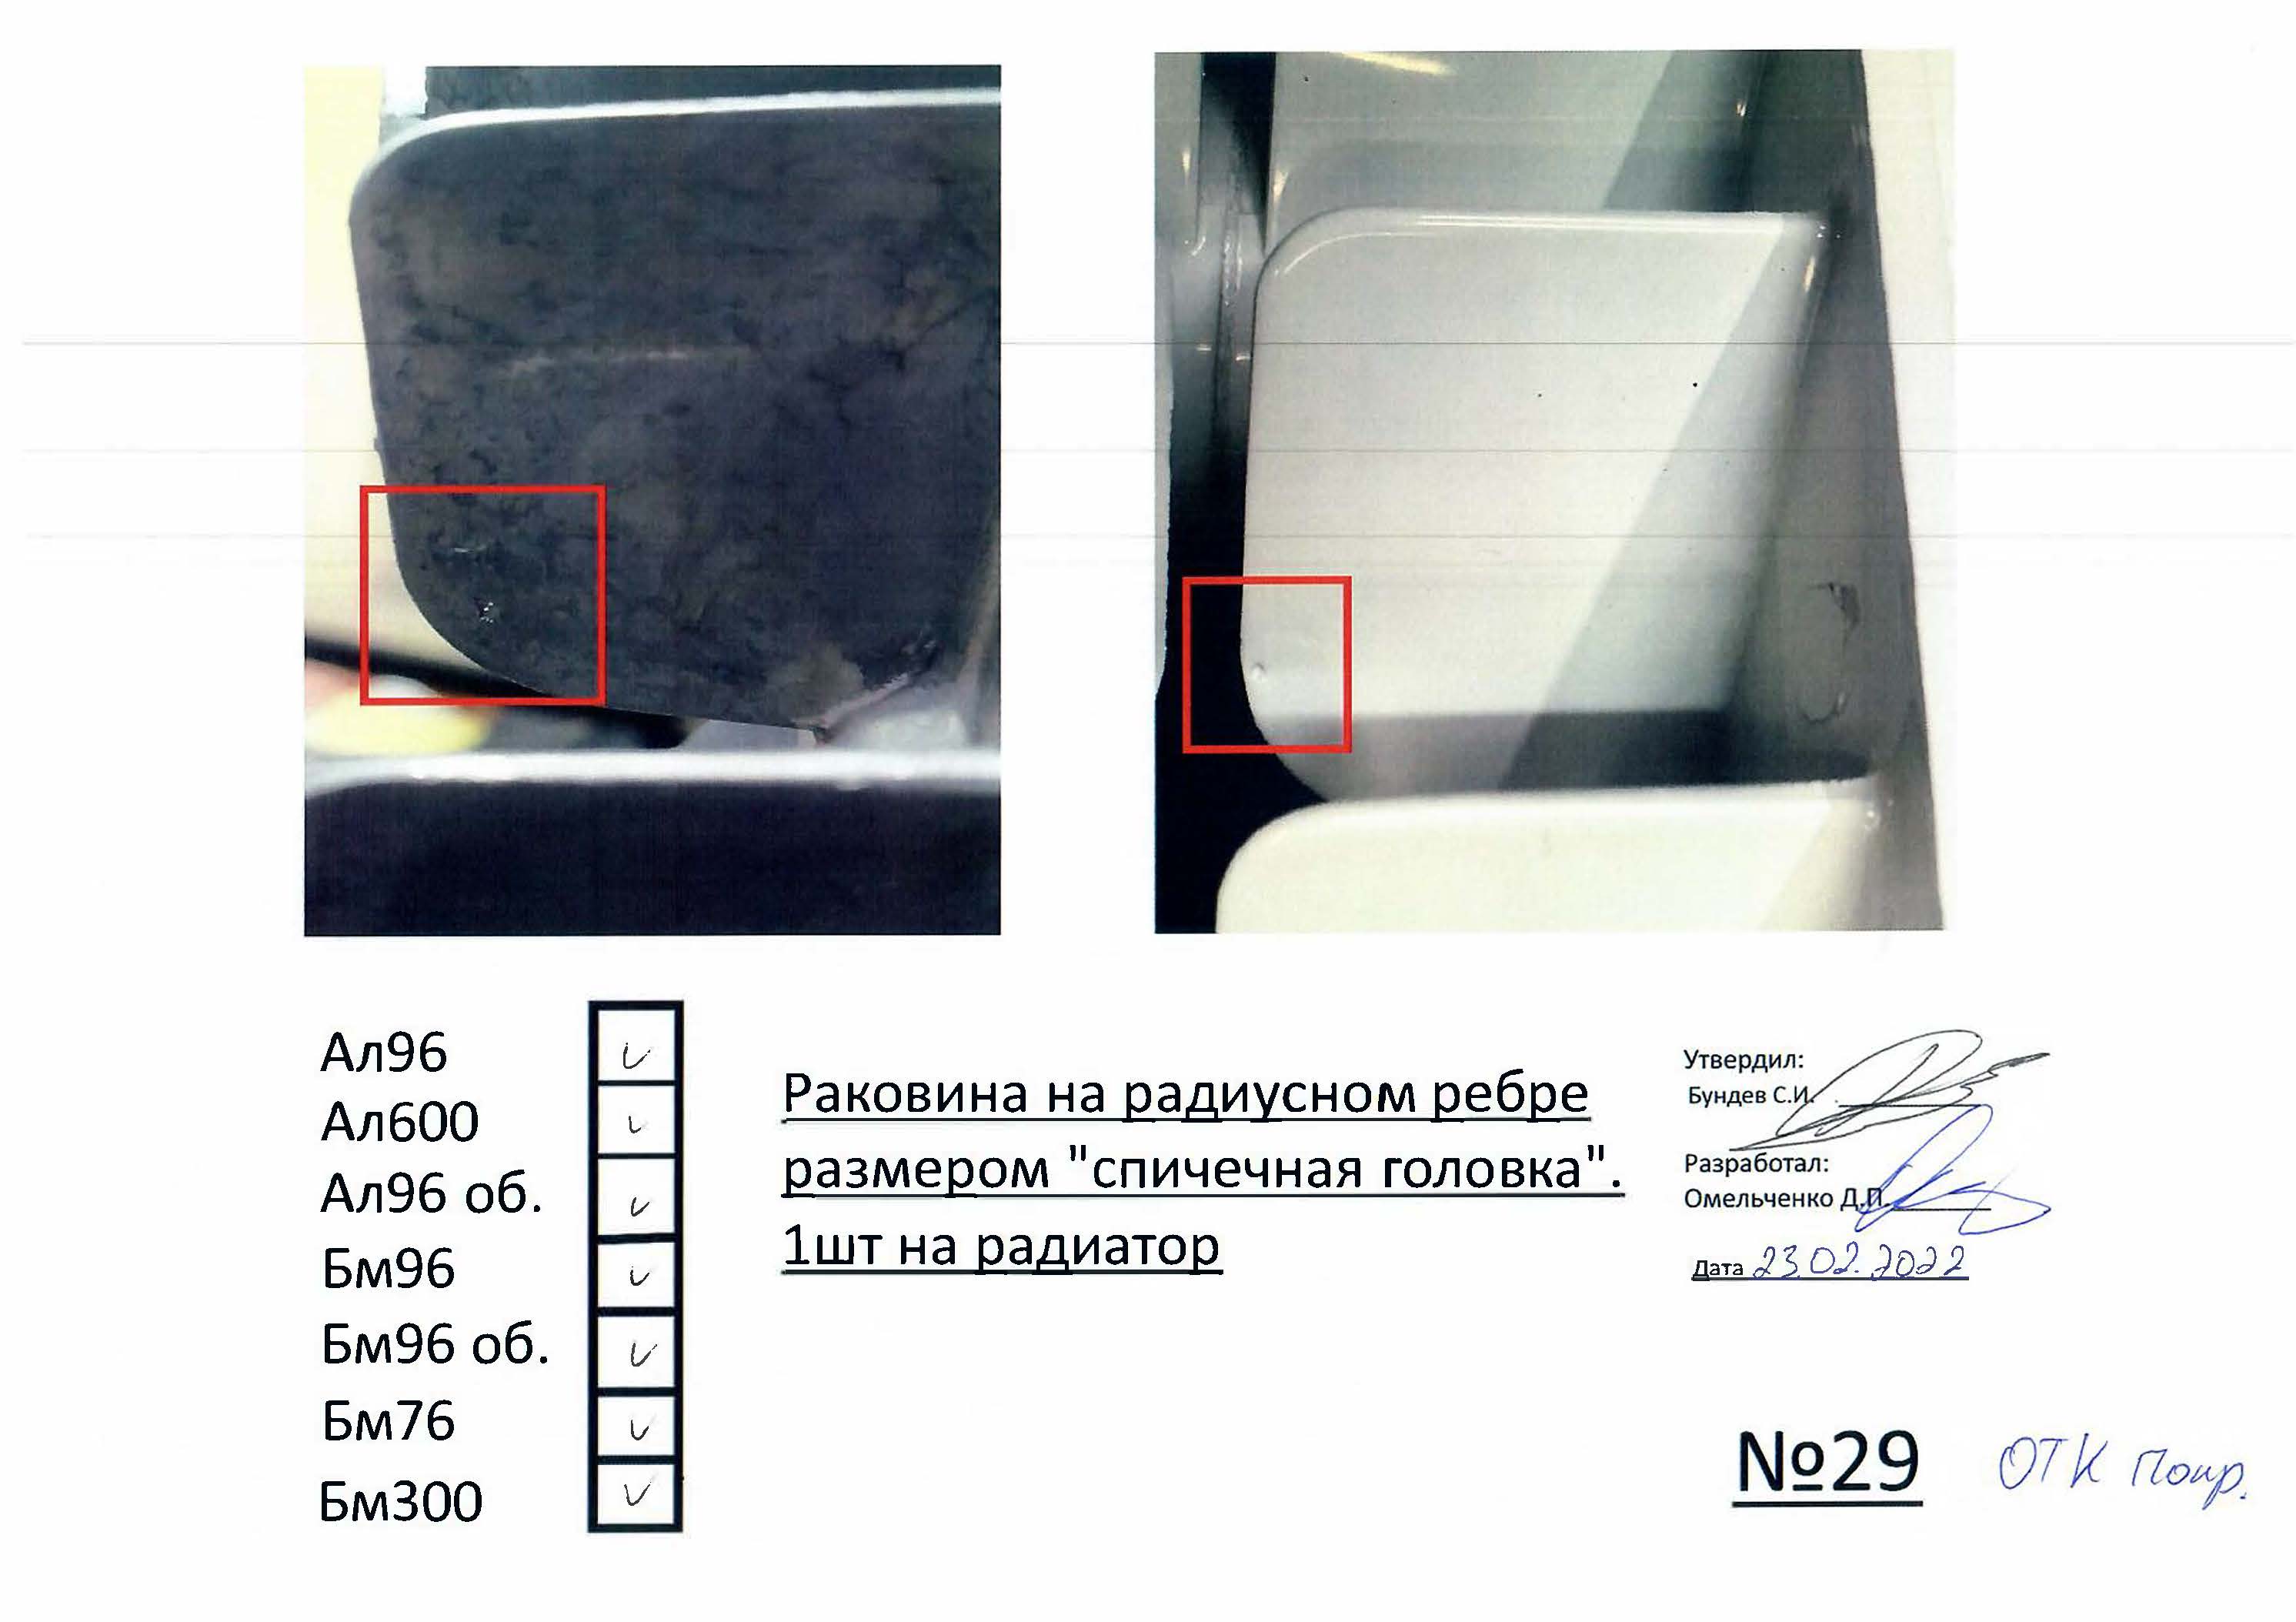 Ал96
Ал600
Ал96 об.
Бм96
Бм96 об.
Бм76
Бм300
Раковина на радиусном ребре
размером "спичечная головка".
1шт на радиатор
Утвердил:
Бундев С.И.
Разработал:
Омельченко Д.П.
Дата 23.02.2022
№29
ОТК Покр.